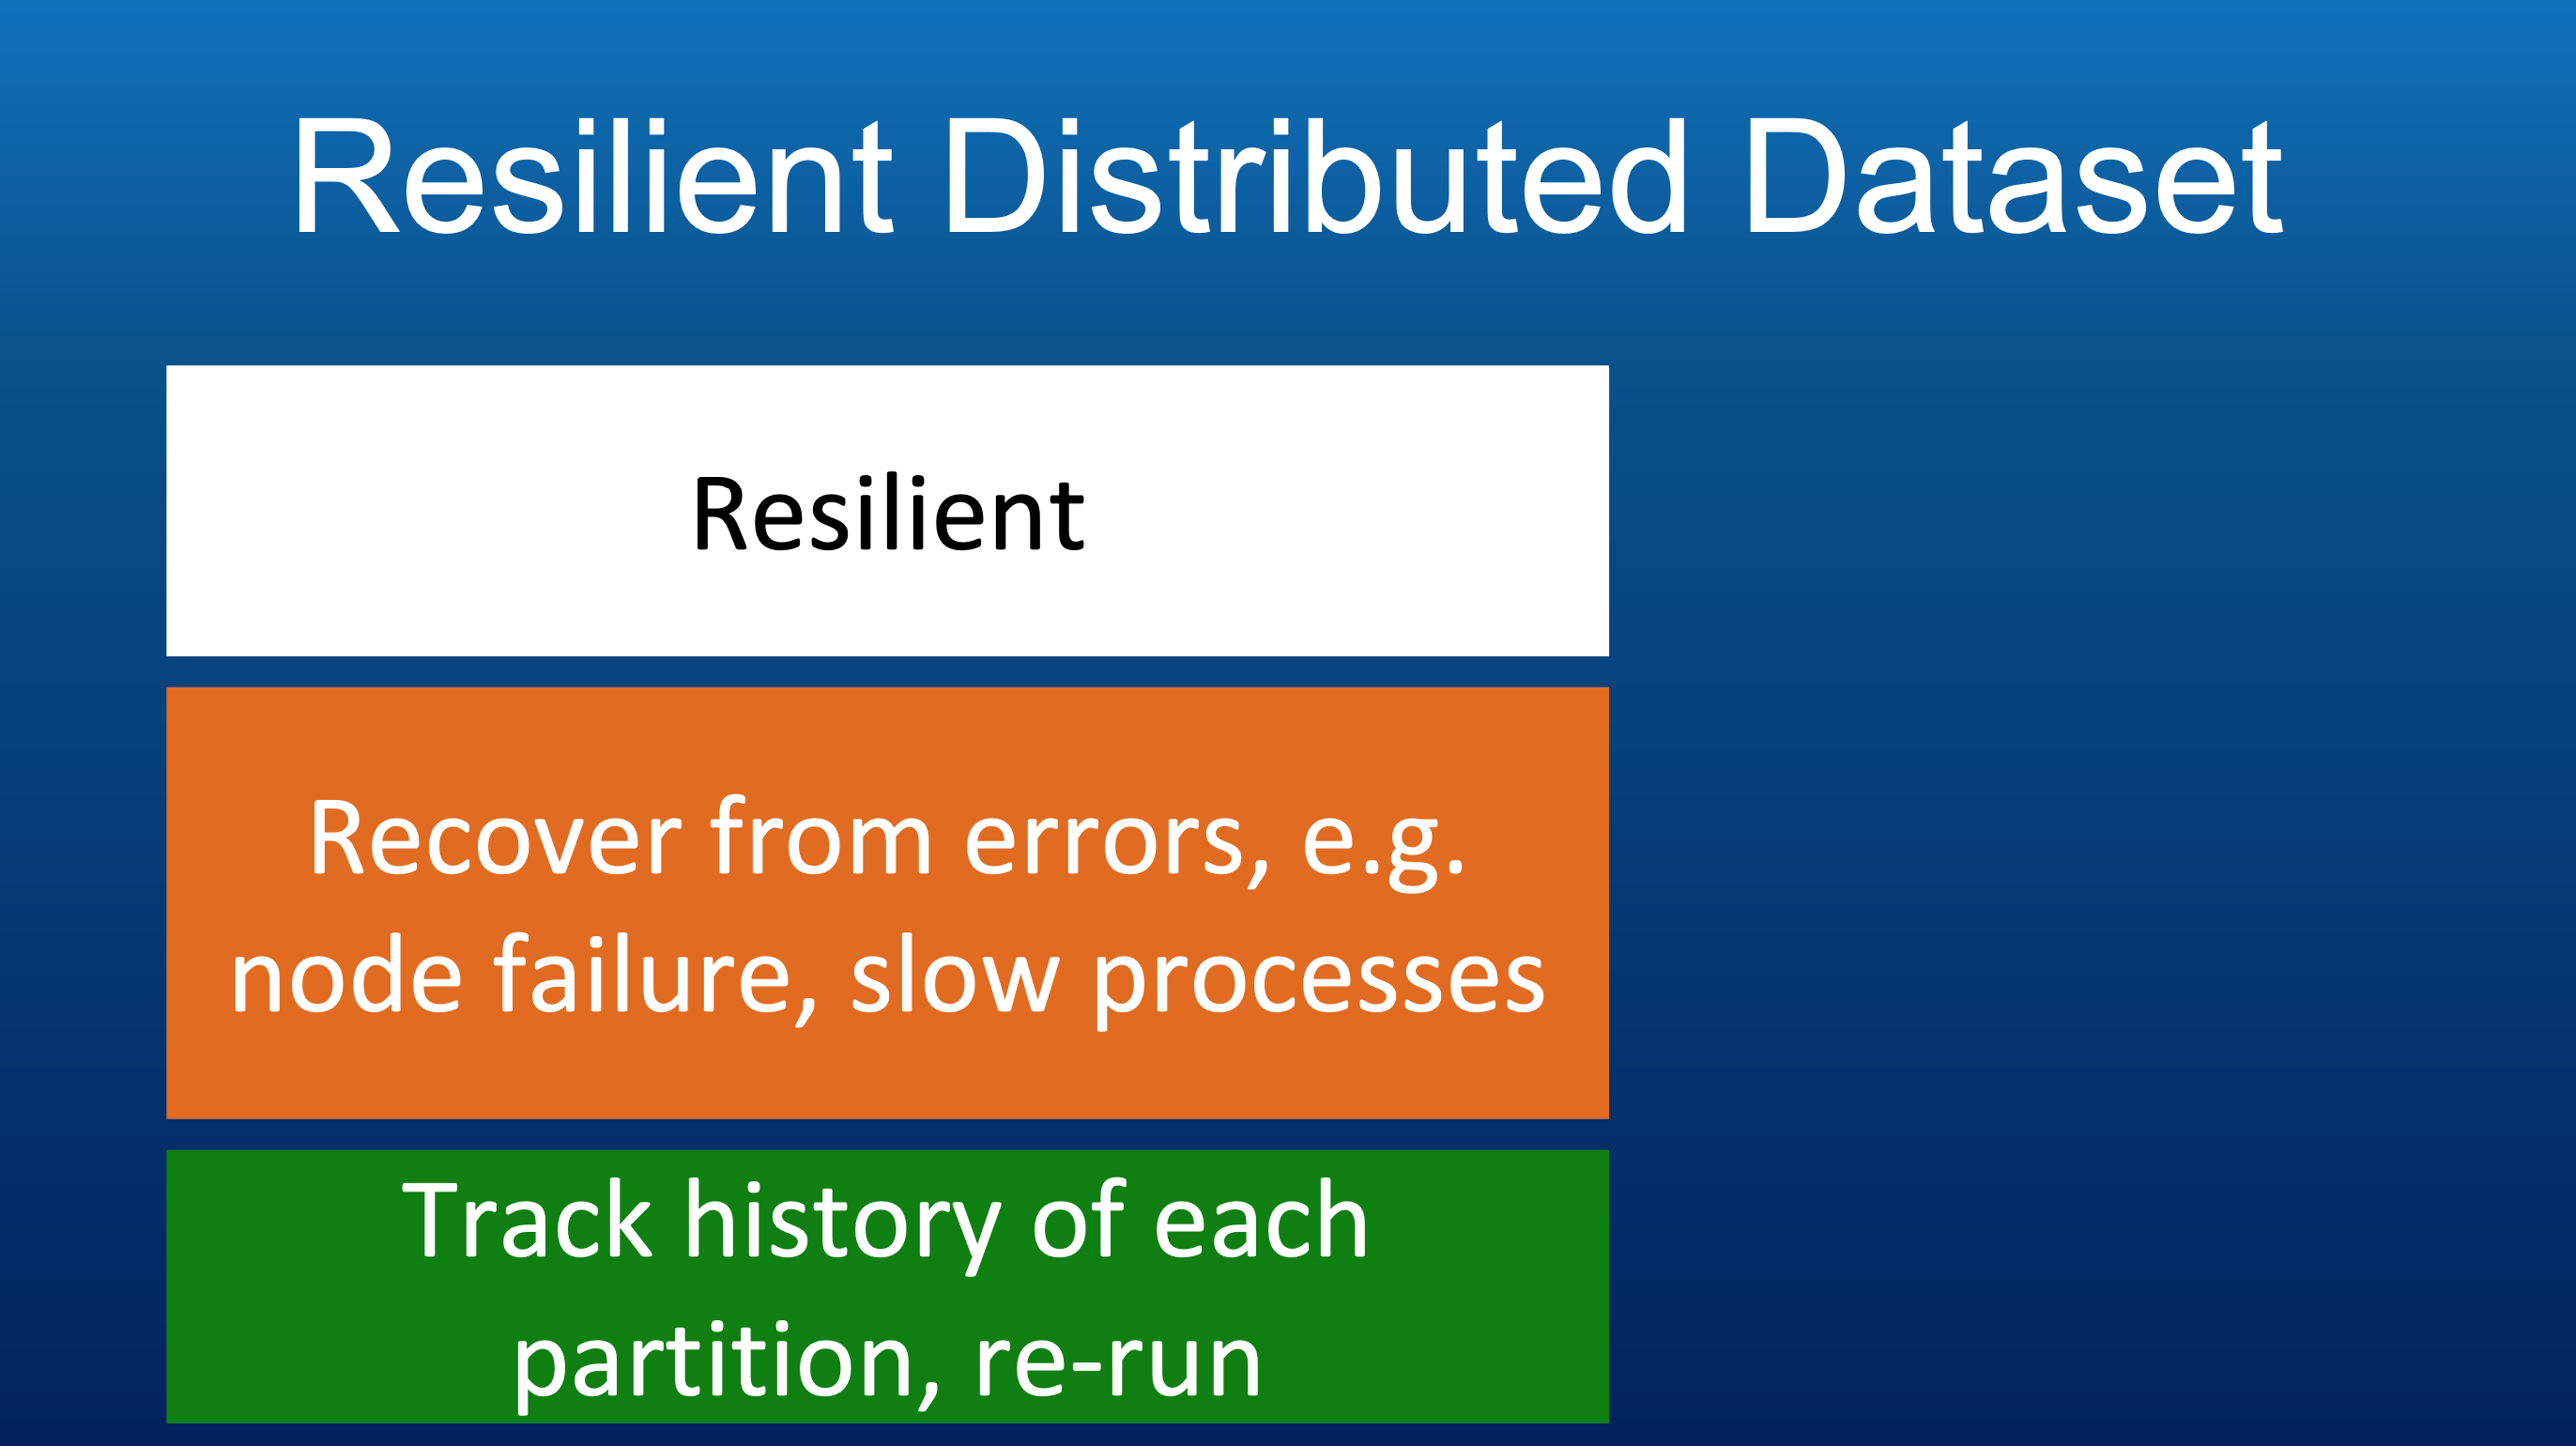 Resilient Distributed Dataset
Resilient
Recover from errors, e.g.
node failure, slow processes
Track history of each
partition, re-run